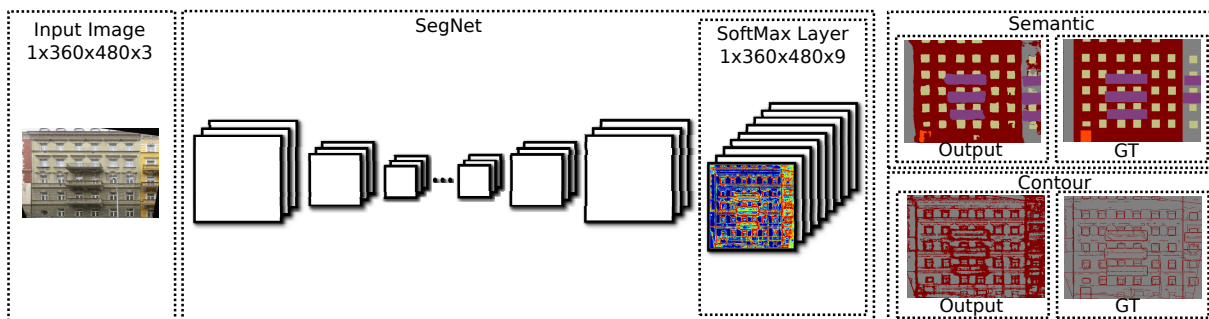 Input Image
1x360x480x3
SegNet
SoftMax Layer
1x360x480x9
Semantic
Output
GT
Contour
Output
GT